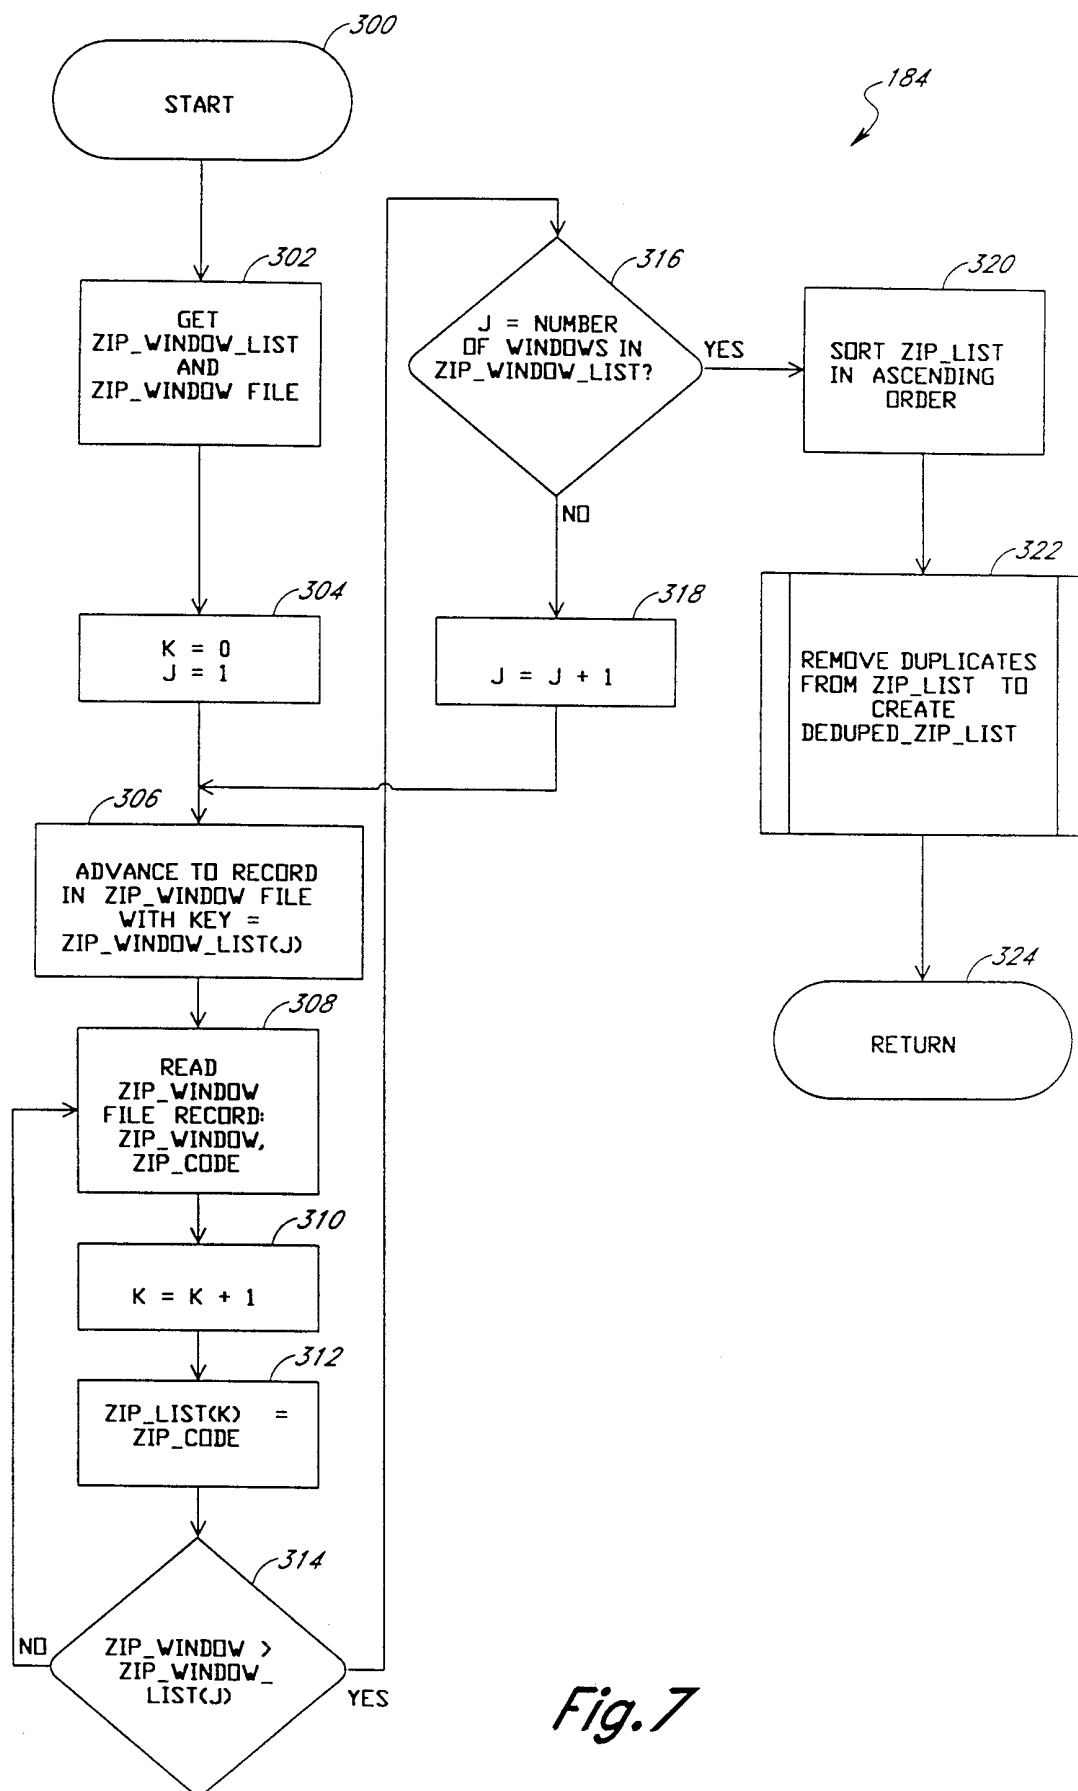 300
START
184
302
GET
ZIP_WINDOW_LIST
AND
ZIP_WINDOW FILE
304
K = 0
J = 1
306
ADVANCE TO RECORD
IN ZIP_WINDOW FILE
WITH KEY =
ZIP_WINDOW_LIST(J)
308
READ
ZIP_WINDOW
FILE RECORD:
ZIP_WINDOW,
ZIP_CODE
310
K = K + 1
312
ZIP_LIST(K) =
ZIP_CODE
314
ZIP_WINDOW >
ZIP_WINDOW_
LIST(J)
NO
YES
316
J = NUMBER
OF WINDOWS IN
ZIP_WINDOW_LIST?
YES
NO
318
J = J + 1
320
SORT ZIP_LIST
IN ASCENDING
ORDER
322
REMOVE DUPLICATES
FROM ZIP_LIST TO
CREATE
DEDUPED_ZIP_LIST
324
RETURN
Fig.7